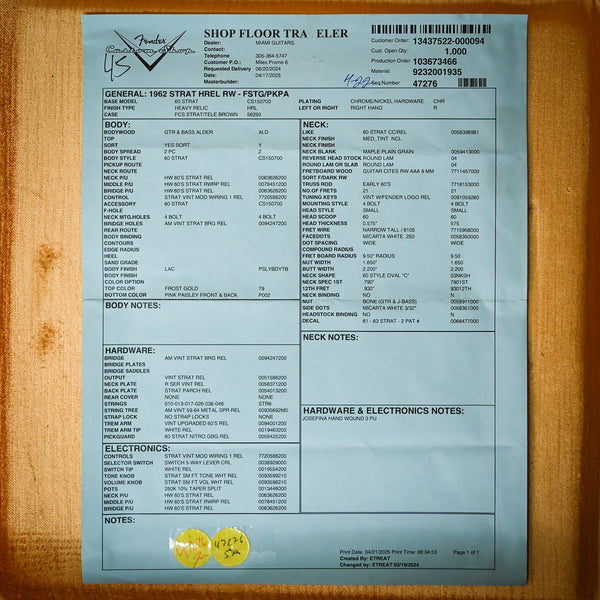 Fender
Custom Shop
45
SHOP FLOOR TRA ELER
Dealer: MIAMI GUITARS
Contact:
Telephone 305-364-5747
Customer P.O.: Mileo Promo 6
Requested Delivery 06/20/2024
Date: 04/17/2025
Masterbuilder:
Customer Order: 13437522-000094
Cust. Open Qty: 1.000
Production Order: 103673466
Material: 9232001935
Seq.Number 47276
GENERAL: 1962 STRAT HREL RW - FSTG/PKPA
BASE MODEL 60 STRAT CS150700 PLATING CHROME/NICKEL HARDWARE CHR
FINISH TYPE HEAVY RELIC HRL LEFT OR RIGHT RIGHT HAND R
CASE FCS STRAT/TELE BROWN 56293
BODY:
BODYWOOD GTR & BASS ALDER ALD
TOP
SORT YES SORT Y
BODY SPREAD 2 PC 2
BODY STYLE 60 STRAT CS150700
PICKUP ROUTE
NECK ROUTE
NECK P/U HW 60'S STRAT REL 0063626200
MIDDLE P/U HW 60'S STRAT RWRP REL 0078451200
BRIDGE P/U HW 60'S STRAT REL 0063626200
CONTROL STRAT VINT MOD WIRING 1 REL 7720588200
ACCESSORY 60 STRAT CS150700
F-HOLE
NECK MTG.HOLES 4 BOLT 4 BOLT
BRIDGE HOLES AM VINT STRAT BRG REL 0094247200
REAR ROUTE
BODY BINDING
CONTOURS
EDGE RADIUS
HEEL
SAND GRADE
BODY FINISH LAC PSLYBDYTB
BODY FINISH
COLOR OPTION
TOP COLOR FROST GOLD 79
BOTTOM COLOR PINK PAISLEY FRONT & BACK P002
BODY NOTES:
HARDWARE:
BRIDGE AM VINT STRAT BRG REL 0094247200
BRIDGE PLATES
BRIDGE SADDLES
OUTPUT VINT STRAT REL 0051586200
NECK PLATE R SER VINT REL 0058371200
BACK PLATE STRAT PARCH REL 0054013200
REAR COVER NONE NONE
STRINGS 010-013-017-026-036-046 STR6
STRING TREE AM VINT 59-64 METAL SPR REL 00935692M0
STRAP LOCK NO STRAP LOCKS NONE
TREM ARM VINT UPGRADED 60'S REL 0094001200
TREM ARM TIP WHITE REL 0019463200
PICKGUARD 60 STRAT NITRO GBG REL 0058425200
ELECTRONICS:
CONTROLS STRAT VINT MOD WIRING 1 REL 7720588200
SELECTOR SWITCH SWITCH 5-WAY LEVER CRL 0038929000
SWITCH TIP WHITE REL 0019554200
TONE KNOB STRAT SM FT TONE WHT REL 0093599210
VOLUME KNOB STRAT SM FT VOL WHT REL 0093598210
POTS 250K 10% TAPER SPLIT 0013446000
NECK P/U HW 60'S STRAT REL 0063626200
MIDDLE P/U HW 60'S STRAT RWRP REL 0078451200
BRIDGE P/U HW 60'S STRAT REL 0063626200
NECK:
LIKE 60 STRAT CC/REL 0058398961
NECK FINISH MED_TINT. NCL
NECK FINISH
NECK BLANK MAPLE PLAIN GRAIN 0059413000
REVERSE HEAD STOCK ROUND LAM 04
ROUND LAM OR SLAB ROUND LAM 04
FRETBOARD WOOD GUITAR CITES RW AAA 9 MM 7711457000
SORT F/DARK RW
TRUSS ROD EARLY 60'S 7718153000
NO.OF FRETS 21 21
TUNING KEYS VINT W/FENDER LOGO REL 0091059260
MOUNTING STYLE 4 BOLT 4 BOLT
HEAD STYLE SMALL SMALL
HEAD SCOOP 60 60
HEAD THICKNESS 0.575" 575
FRET WIRE NARROW TALL / 6105 7715958000
FACEDOTS MICARTA WHITE .250 0058350000
DOT SPACING WIDE WIDE
COMPOUND RADIUS
FRET BOARD RADIUS 9.50" RADIUS 9.50
NUT WIDTH 1.650" 1.650
BUTT WIDTH 2.200" 2.200
NECK SHAPE 60 STYLE OVAL "C" 03NKSH
NECK SPEC 1ST .790" 7901ST
12TH FRET .930" 93012TH
NECK BINDING NO N
NUT BONE (GTR & J-BASS) 0058911000
SIDE DOTS MICARTA WHITE 3/32" 0058351000
HEADSTOCK BINDING NO N
DECAL 61 - 63 STRAT - 2 PAT # 0068477000
NECK NOTES:
HARDWARE & ELECTRONICS NOTES:
JOSEFINA HAND WOUND 3 PU
NOTES:
47276
Print Date: 04/21/2025 Print Time: 06:34:53 Page 1 of 1
Created By: ETREAT
Changed by: ETREAT 02/19/2024